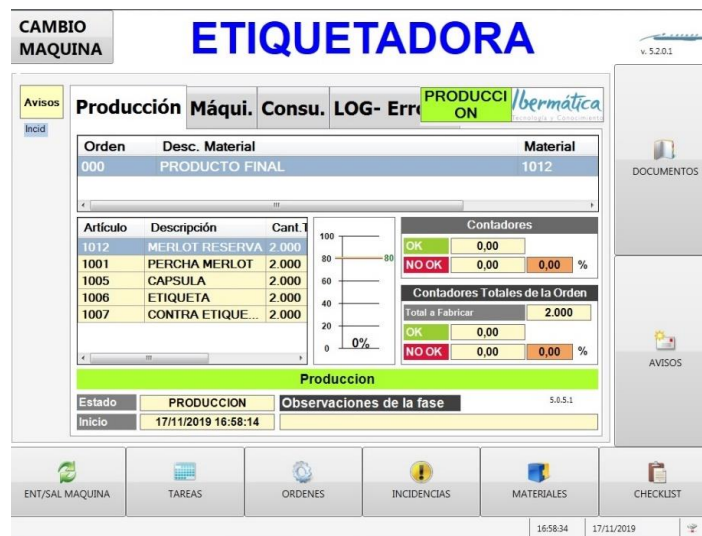 CAMBIO
MAQUINA
ETIQUETADORA
v. 5.2.0.1
Avisos
Incid
Producción Máqui. Consu. LOG- Erro
PRODUCCI
ON
Ibermática
Tecnología y Conocimiento
Orden Desc. Material Material
000 PRODUCTO FINAL 1012
DOCUMENTOS
Artículo Descripción Cant.T
1012 MERLOT RESERVA 2.000
1001 PERCHA MERLOT 2.000
1005 CAPSULA 2.000
1006 ETIQUETA 2.000
1007 CONTRA ETIQUE... 2.000
100
80 80
60
40
20
0 0%
Contadores
OK 0,00
NO OK 0,00 0,00 %
Contadores Totales de la Orden
Total a Fabricar 2.000
OK 0,00
NO OK 0,00 0,00 %
AVISOS
Produccion
Estado PRODUCCION Observaciones de la fase 5.0.5.1
Inicio 17/11/2019 16:58:14
ENT/SAL MAQUINA TAREAS ORDENES INCIDENCIAS MATERIALES CHECKLIST
16:58:34 17/11/2019